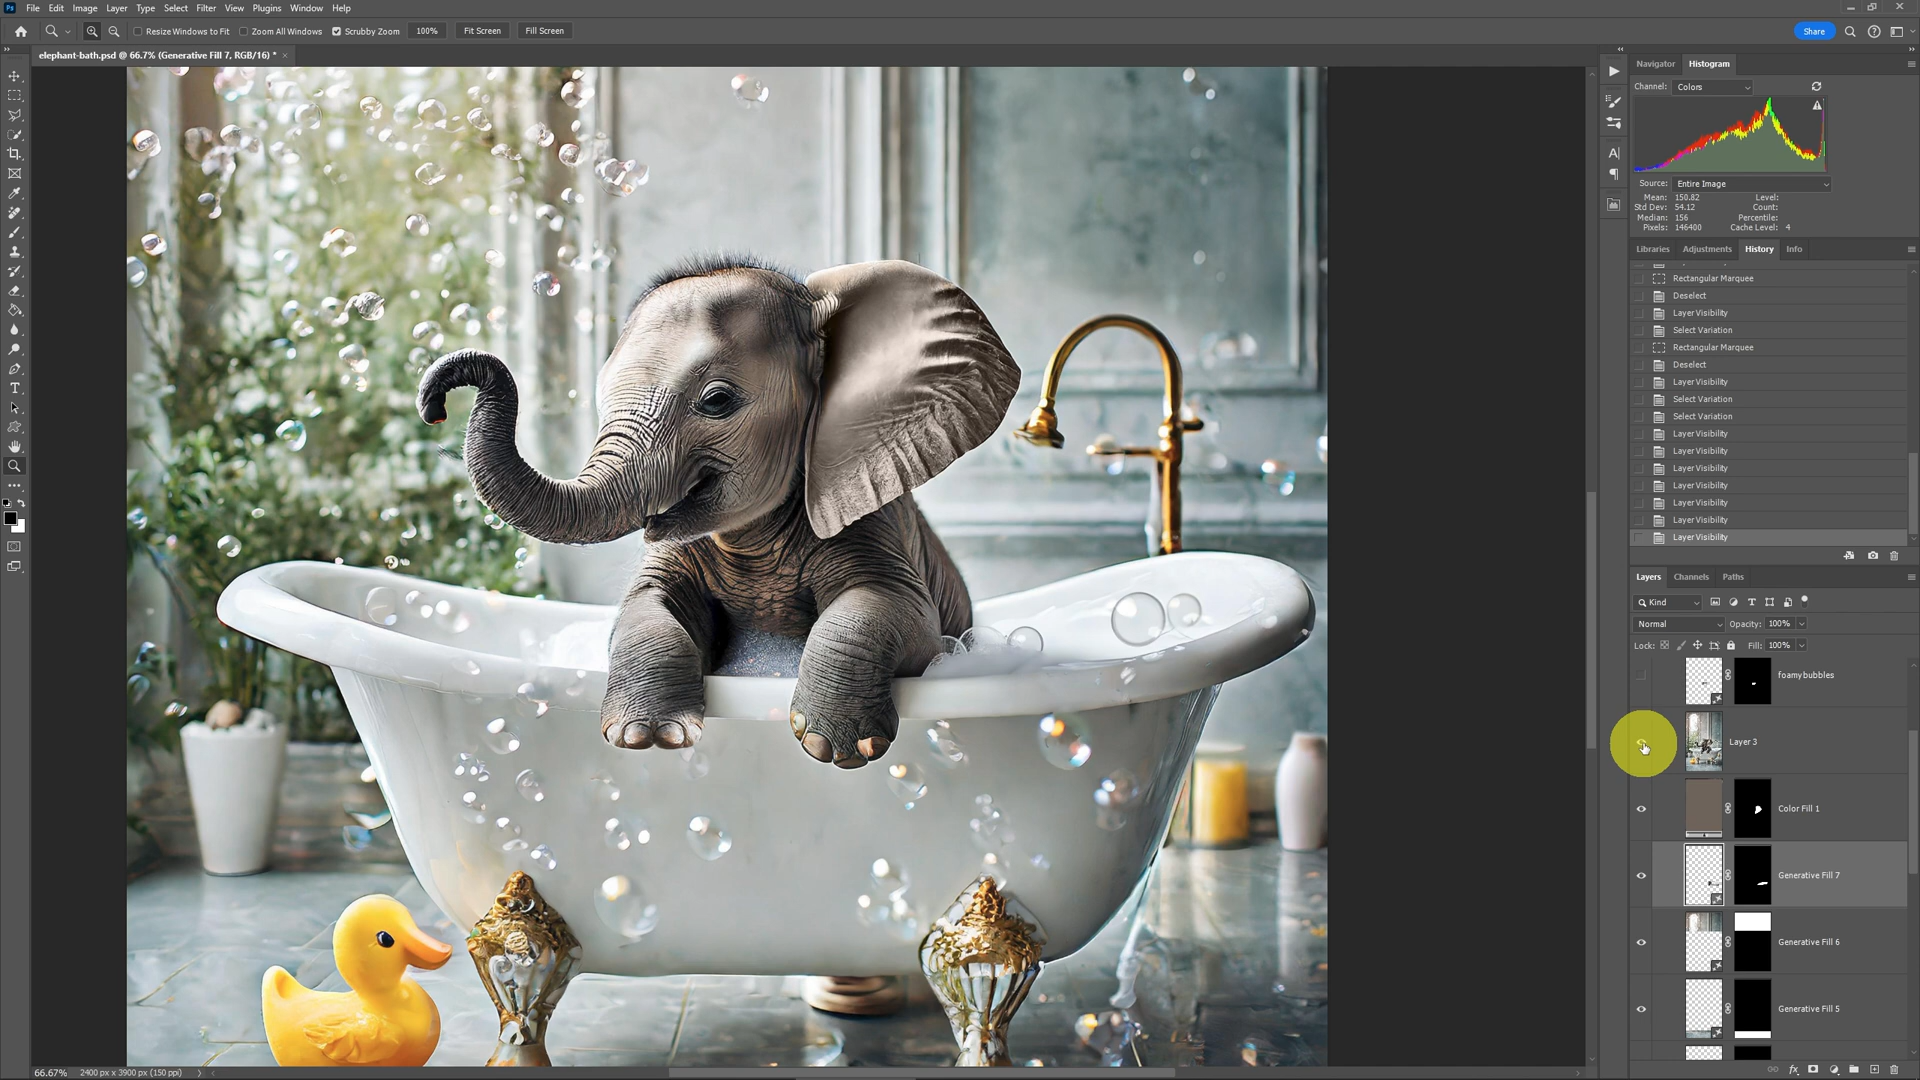 Ps File Edit Image Layer Type Select Filter View Plugins Window Help
Resize Windows to Fit Zoom All Windows Scrubby Zoom 100% Fit Screen Fill Screen Share
elephant-bath.psd @ 66.7% (Generative Fill 7, RGB/16) * ×
Navigator Histogram
Channel: Colors
Source: Entire Image
Mean: 150.82 Level:
Std Dev: 54.12 Count:
Median: 156 Percentile:
Pixels: 146400 Cache Level: 4
Libraries Adjustments History Info
Rectangular Marquee
Deselect
Layer Visibility
Select Variation
Rectangular Marquee
Deselect
Layer Visibility
Select Variation
Select Variation
Layer Visibility
Layer Visibility
Layer Visibility
Layer Visibility
Layer Visibility
Layer Visibility
Layer Visibility
Layers Channels Paths
Kind
Normal Opacity: 100%
Lock: Fill: 100%
foamybubbles
Layer 3
Color Fill 1
Generative Fill 7
Generative Fill 6
Generative Fill 5
66.67% 2400 px x 3900 px (150 ppi)